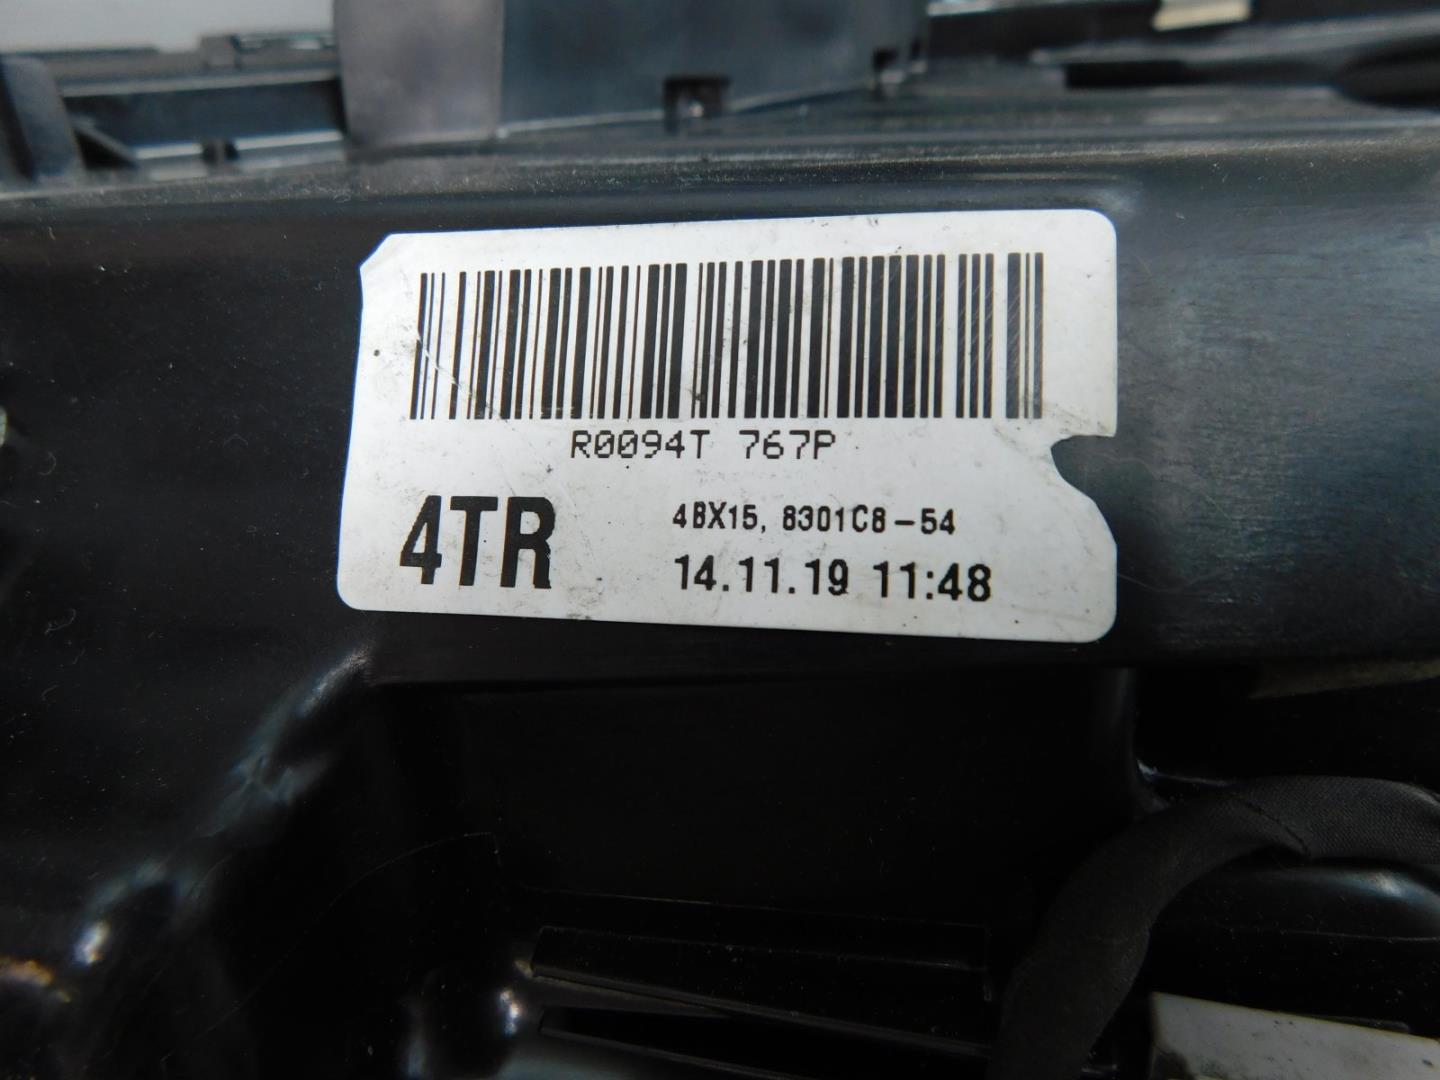 R0094T 767P
4TR
4BX15, 8301C8-54
14.11.19 11:48